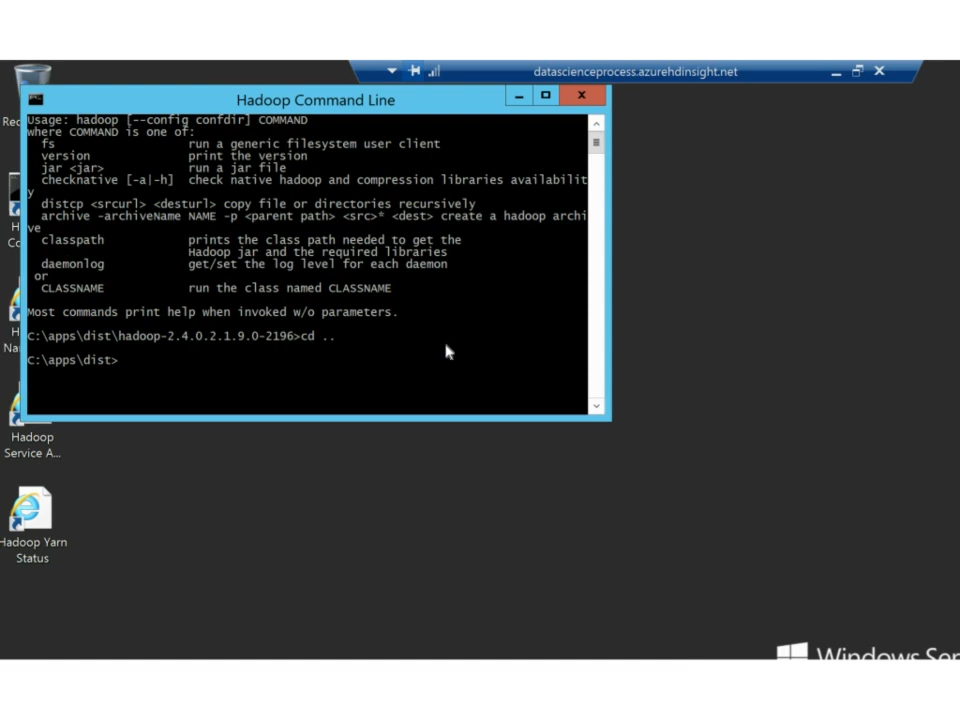 datascienceprocess.azurehdinsight.net
Hadoop Command Line
Usage: hadoop [--config confdir] COMMAND
where COMMAND is one of:
fs run a generic filesystem user client
version print the version
jar <jar> run a jar file
checknative [-a|-h] check native hadoop and compression libraries availabilit
y
distcp <srcurl> <desturl> copy file or directories recursively
archive -archiveName NAME -p <parent path> <src>* <dest> create a hadoop archi
ve
classpath prints the class path needed to get the
Hadoop jar and the required libraries
daemonlog get/set the log level for each daemon
or
CLASSNAME run the class named CLASSNAME
Most commands print help when invoked w/o parameters.
C:\apps\dist\hadoop-2.4.0.2.1.9.0-2196>cd ..
C:\apps\dist>
Hadoop
Service A...
Hadoop Yarn
Status
Windows Ser